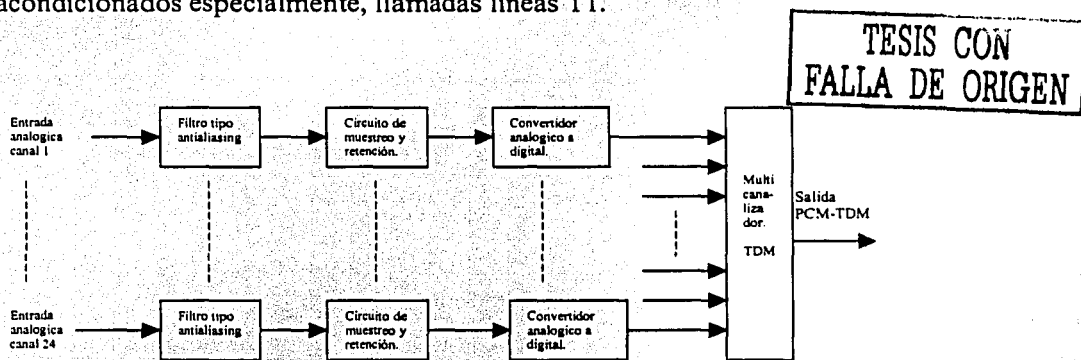 acondicionados especialmente, llamadas líneas T1.
TESIS CON
FALLA DE ORIGEN
Entrada
analogica
canal 1
Filtro tipo
antialiasing
Circuito de
muestreo y
retención.
Convertidor
analogico a
digital.
Multi
cana-
liza
dor.
TDM
Salida
PCM-TDM
Entrada
analogica
canal 24
Filtro tipo
antialiasing
Circuito de
muestreo y
retención.
Convertidor
analogico a
digital.